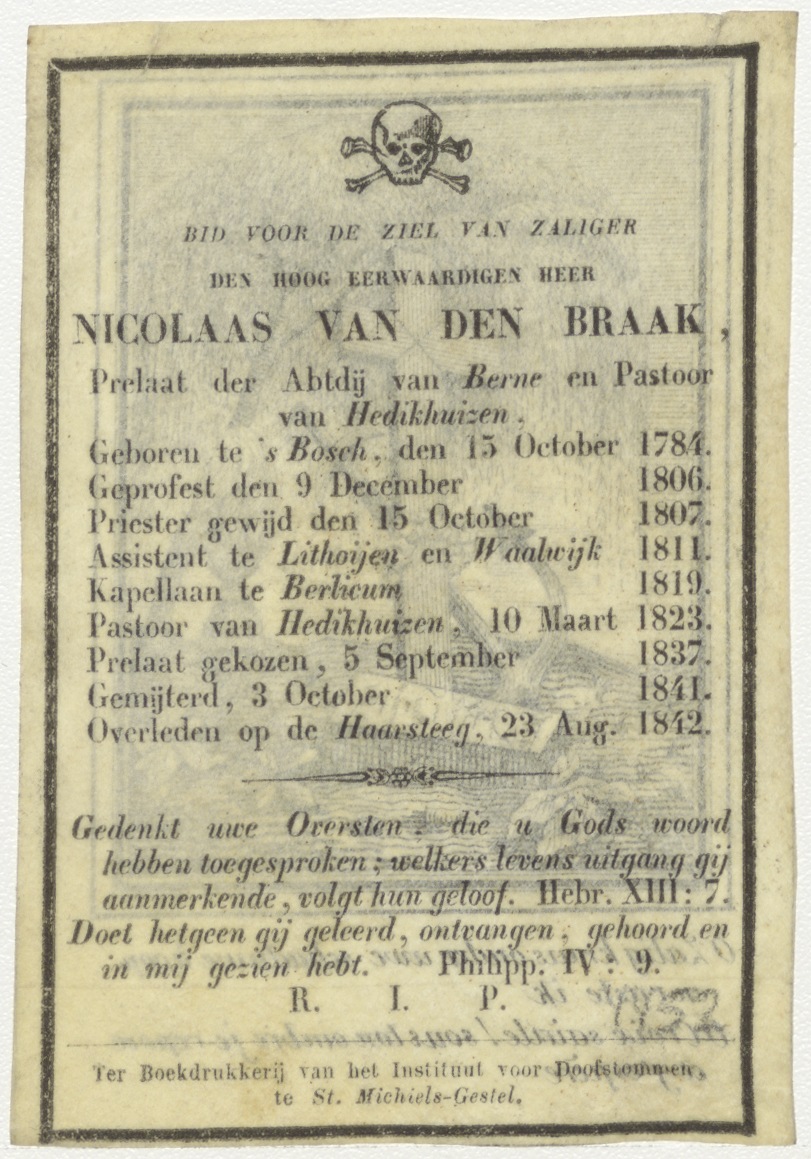 BID VOOR DE ZIEL VAN ZALIGER
DEN HOOG EERWAARDIGEN HEER
NICOLAAS VAN DEN BRAAK,
Prelaat der Abtdij van Berne en Pastoor
van Hedikhuizen.
Geboren te 's Bosch, den 15 October 1784.
Geprofest den 9 December 1806.
Priester gewijd den 15 October 1807.
Assistent te Lithoijen en Waalwijk 1811.
Kapellaan te Berlicum 1819.
Pastoor van Hedikhuizen, 10 Maart 1823.
Prelaat gekozen, 5 September 1837.
Gemijterd, 3 October 1841.
Overleden op de Haarsteeg, 23 Aug. 1842.
Gedenkt uwe Oversten, die u Gods woord
hebben toegesproken; welkers levens uitgang gij
aanmerkende, volgt hun geloof. Hebr. XIII: 7.
Doet hetgeen gij geleerd, ontvangen, gehoord en
in mij gezien hebt. Philipp. IV: 9.
R. I. P.
Ter Boekdrukkerij van het Instituut voor Doofstommen,
te St. Michiels-Gestel.